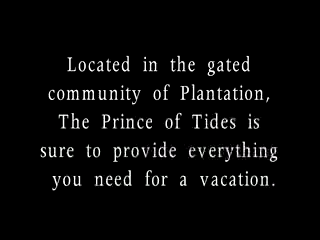 Located in the gated
community of Plantation,
The Prince of Tides is
sure to provide everything
you need for a vacation.